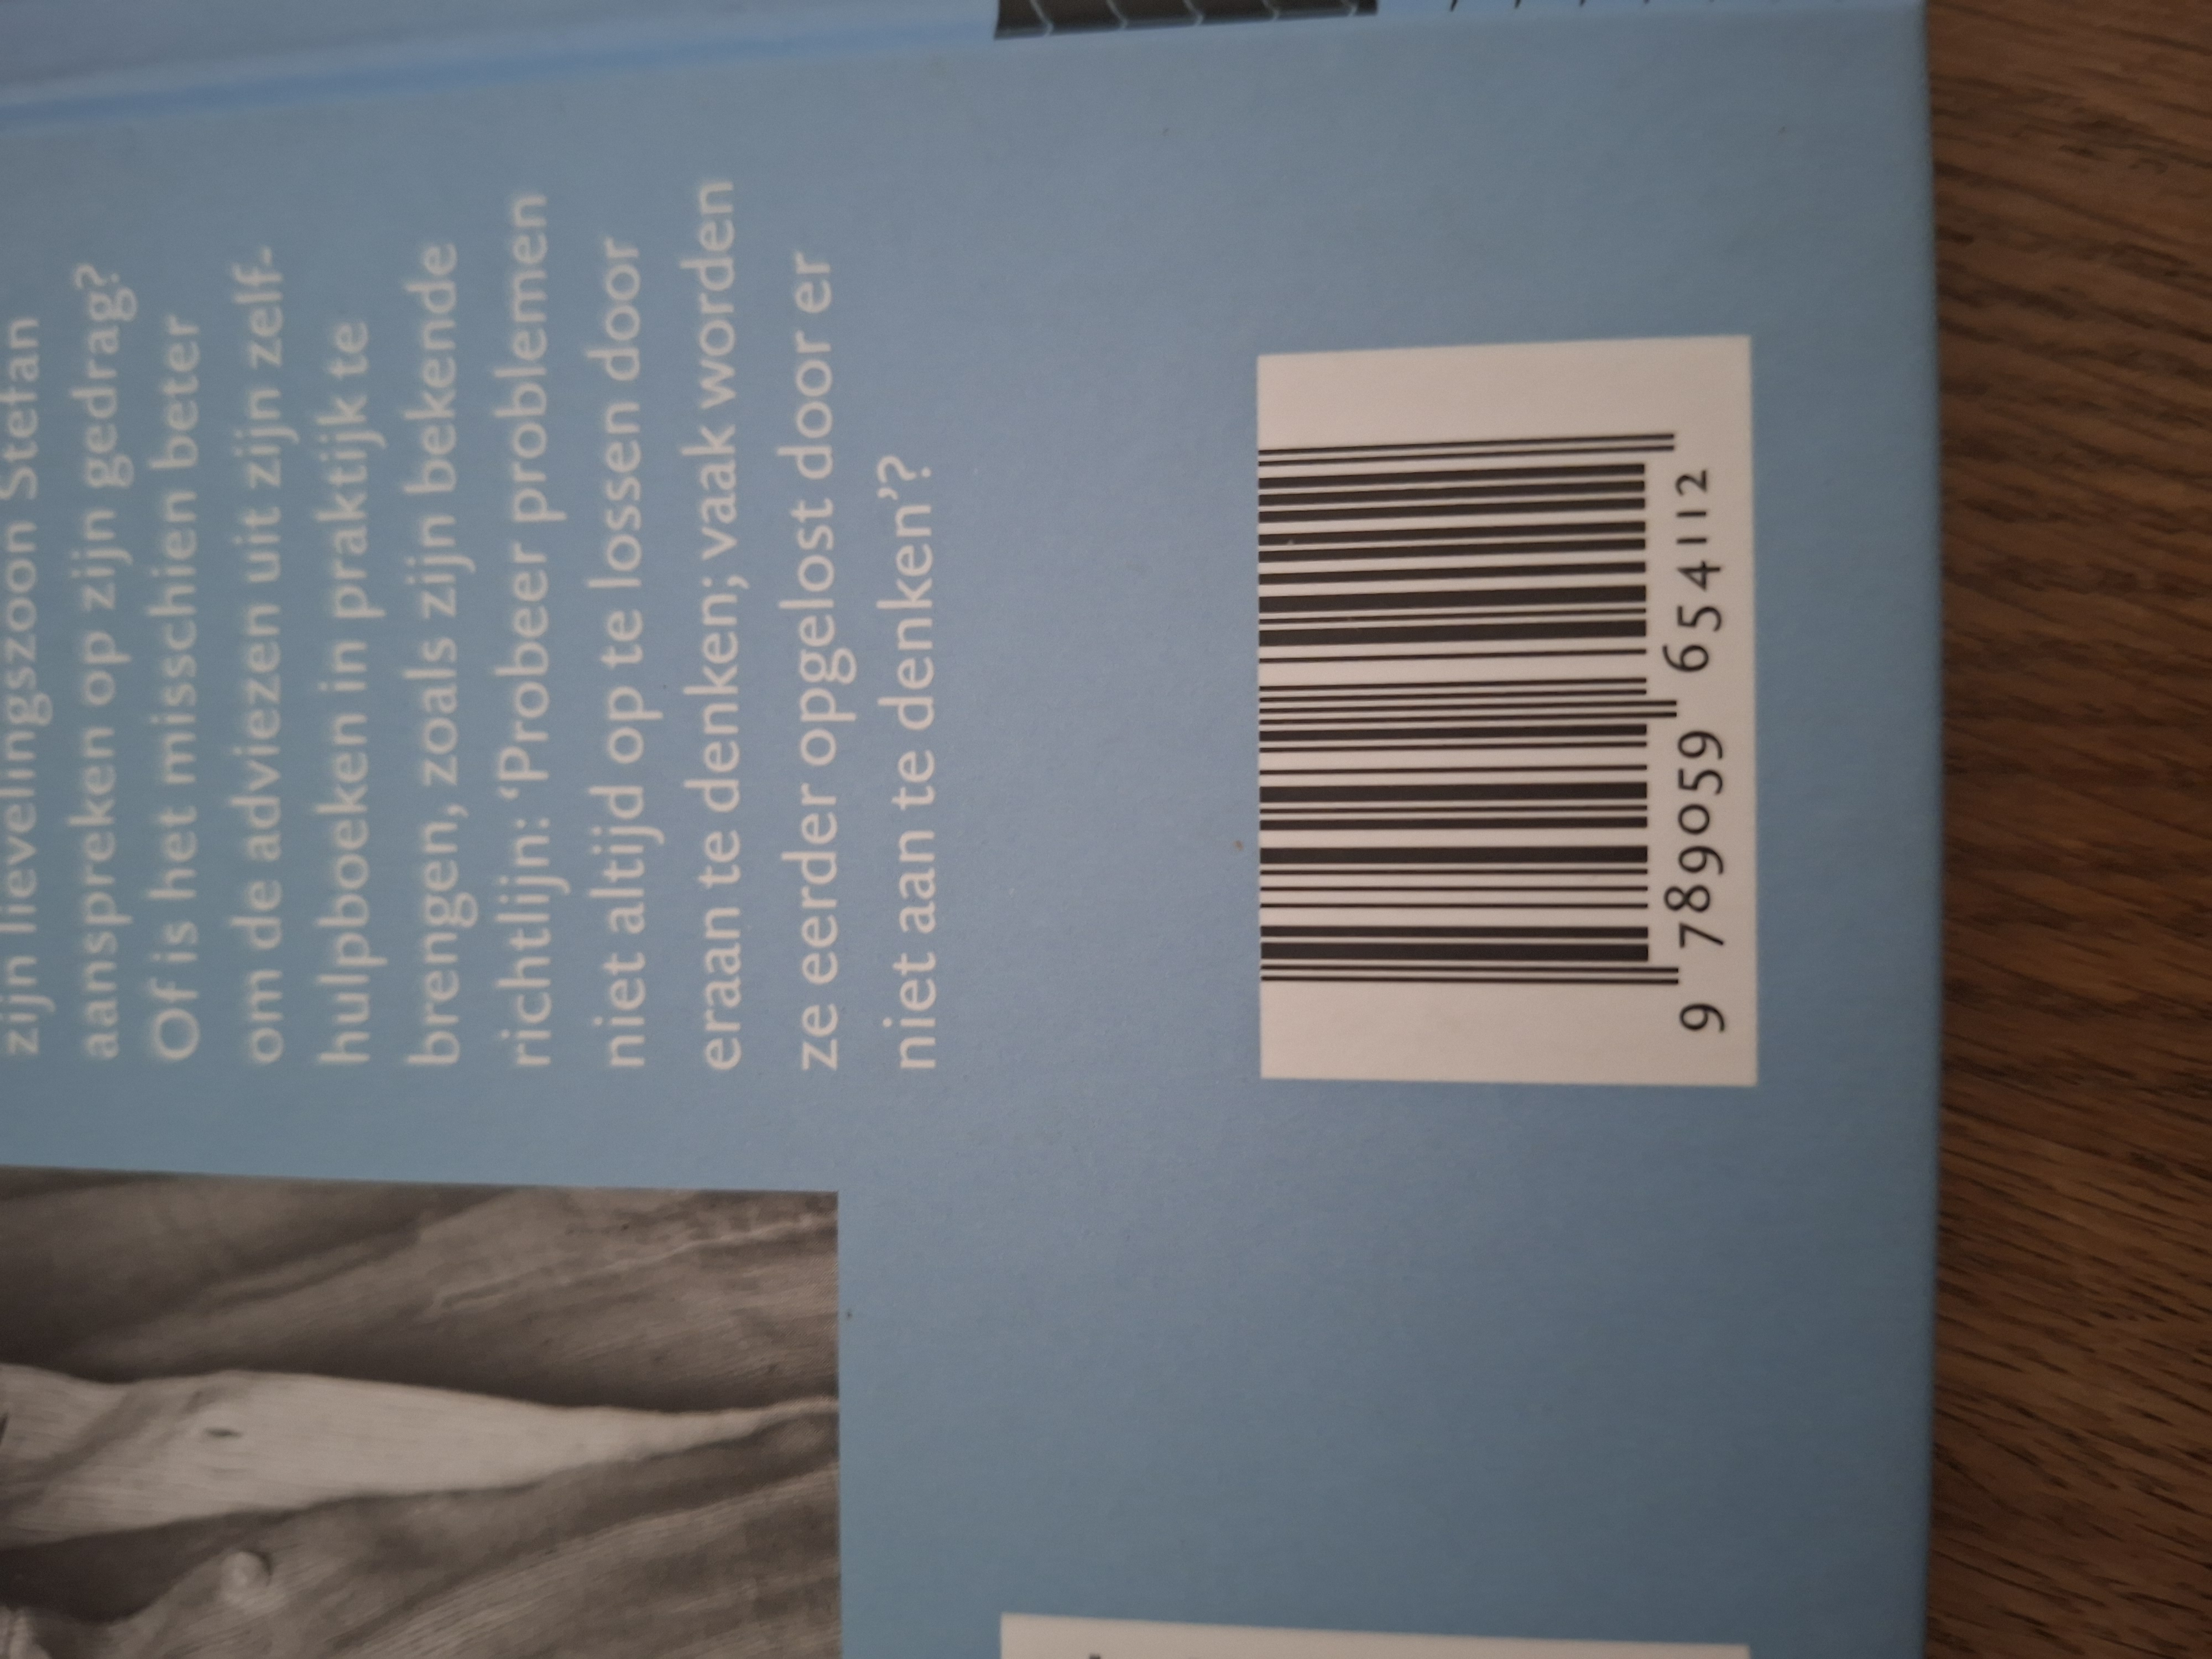 zijn lievelingszoon Stefan
aanspreken op zijn gedrag?
Of is het misschien beter
om de adviezen uit zijn zelf-
hulpboeken in praktijk te
brengen, zoals zijn bekende
richtlijn: ‘Probeer problemen
niet altijd op te lossen door
eraan te denken; vaak worden
ze eerder opgelost door er
niet aan te denken’?
9 789059 654112